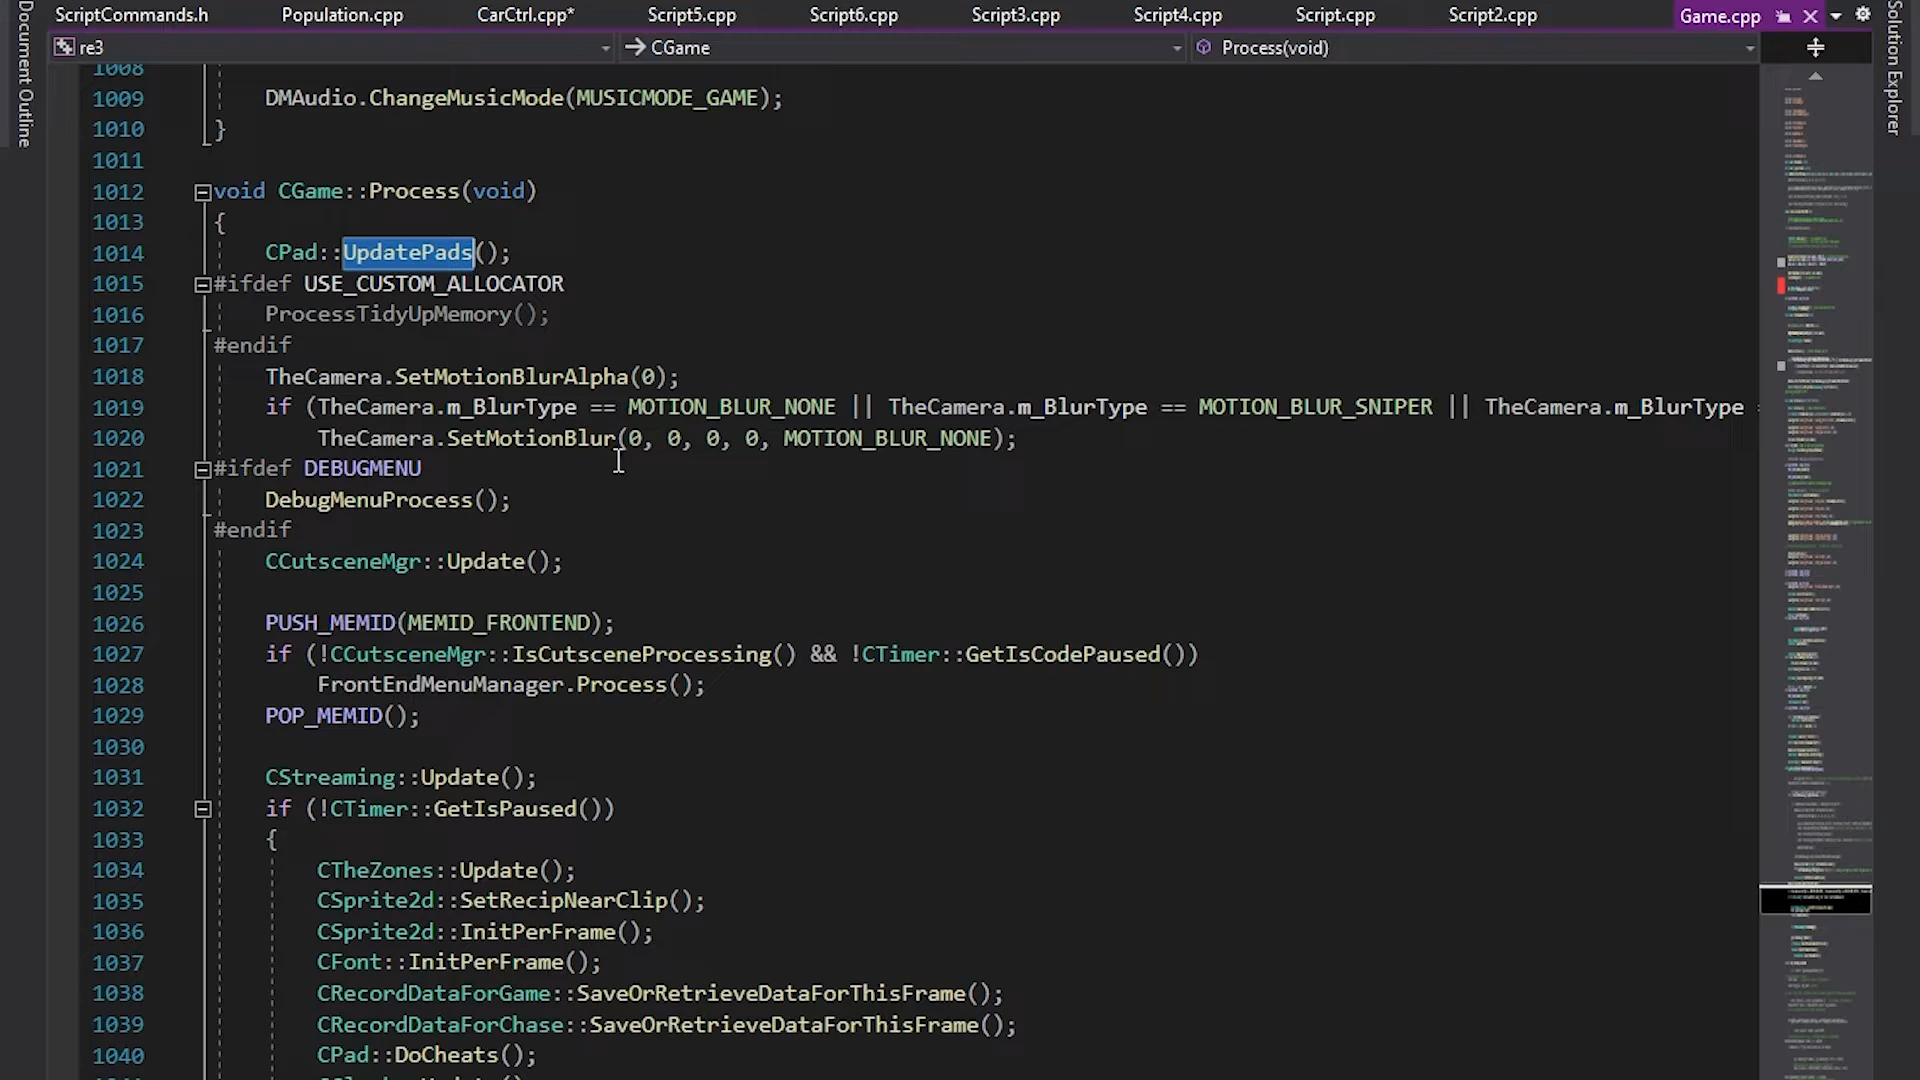 Document Outline
ScriptCommands.h Population.cpp CarCtrl.cpp* Script5.cpp Script6.cpp Script3.cpp Script4.cpp Script.cpp Script2.cpp Game.cpp
Solution Explorer
re3 CGame Process(void)
1008
1009 DMAudio.ChangeMusicMode(MUSICMODE_GAME);
1010 }
1011
1012 void CGame::Process(void)
1013 {
1014 CPad::UpdatePads();
1015 #ifdef USE_CUSTOM_ALLOCATOR
1016 ProcessTidyUpMemory();
1017 #endif
1018 TheCamera.SetMotionBlurAlpha(0);
1019 if (TheCamera.m_BlurType == MOTION_BLUR_NONE || TheCamera.m_BlurType == MOTION_BLUR_SNIPER || TheCamera.m_BlurType
1020 TheCamera.SetMotionBlur(0, 0, 0, 0, MOTION_BLUR_NONE);
1021 #ifdef DEBUGMENU
1022 DebugMenuProcess();
1023 #endif
1024 CCutsceneMgr::Update();
1025
1026 PUSH_MEMID(MEMID_FRONTEND);
1027 if (!CCutsceneMgr::IsCutsceneProcessing() && !CTimer::GetIsCodePaused())
1028 FrontEndMenuManager.Process();
1029 POP_MEMID();
1030
1031 CStreaming::Update();
1032 if (!CTimer::GetIsPaused())
1033 {
1034 CTheZones::Update();
1035 CSprite2d::SetRecipNearClip();
1036 CSprite2d::InitPerFrame();
1037 CFont::InitPerFrame();
1038 CRecordDataForGame::SaveOrRetrieveDataForThisFrame();
1039 CRecordDataForChase::SaveOrRetrieveDataForThisFrame();
1040 CPad::DoCheats();